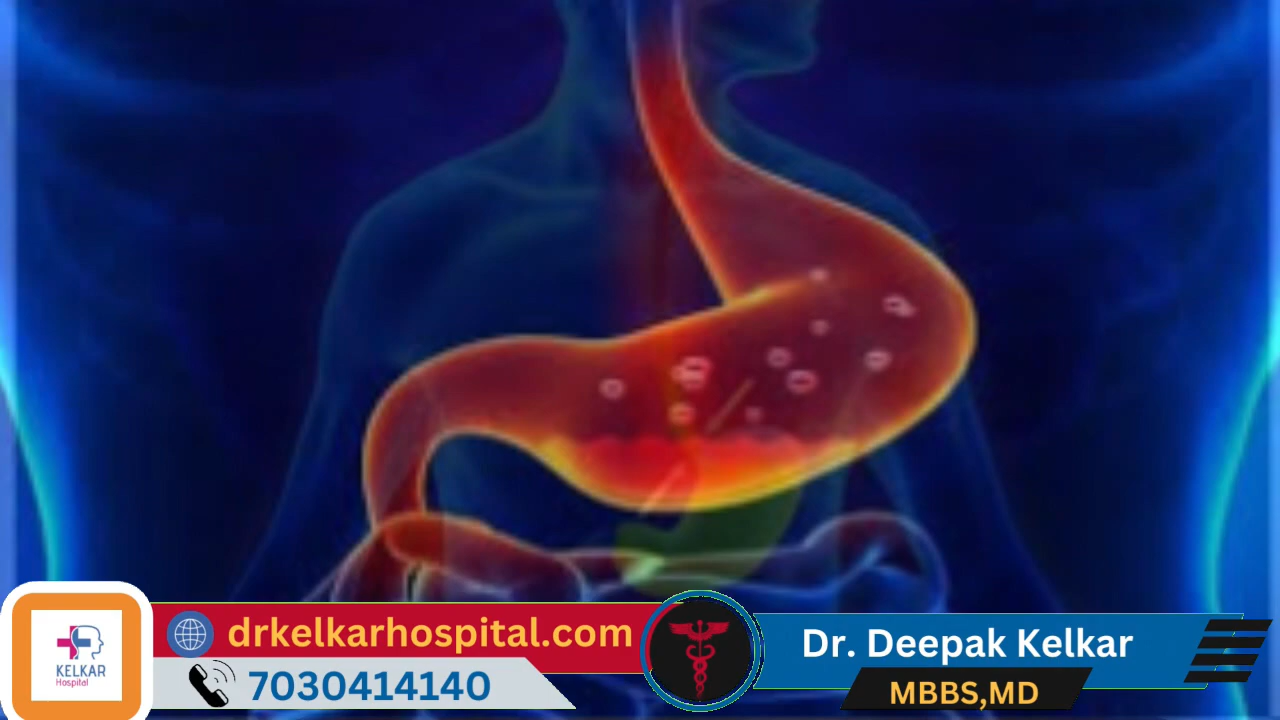 KELKAR
Hospital
drkelkarhospital.com
7030414140
Dr. Deepak Kelkar
MBBS,MD